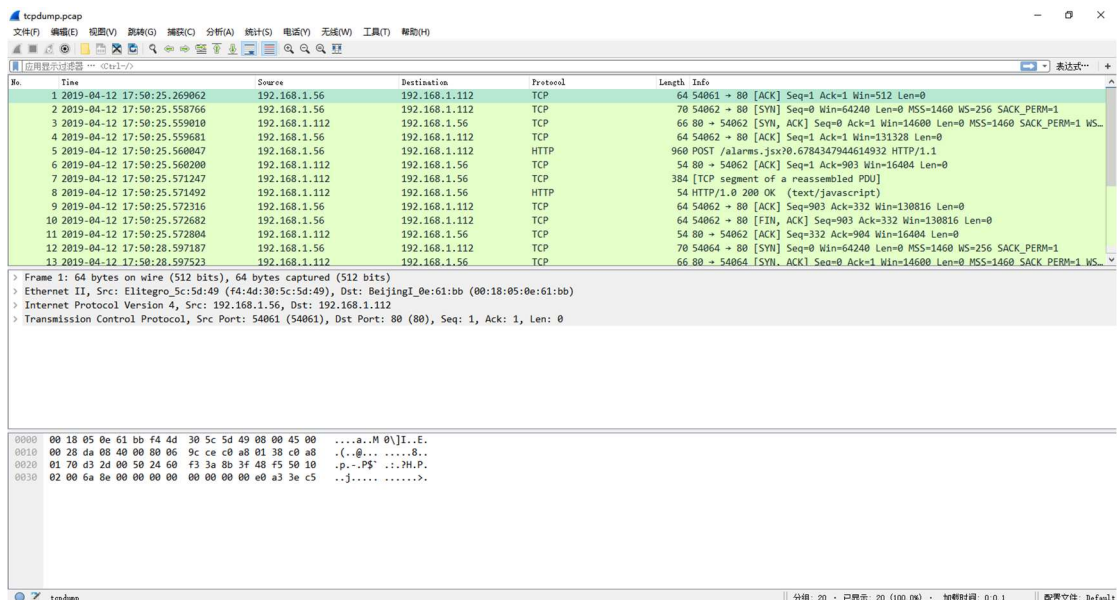 tcpdump.pcap
文件(F) 编辑(E) 视图(V) 跳转(G) 捕获(C) 分析(A) 统计(S) 电话(Y) 无线(W) 工具(T) 帮助(H)
应用显示过滤器 … <Ctrl-/> 表达式… +
No. Time Source Destination Protocol Length Info
1 2019-04-12 17:50:25.269062 192.168.1.56 192.168.1.112 TCP 64 54061 → 80 [ACK] Seq=1 Ack=1 Win=512 Len=0
2 2019-04-12 17:50:25.558766 192.168.1.56 192.168.1.112 TCP 70 54062 → 80 [SYN] Seq=0 Win=64240 Len=0 MSS=1460 WS=256 SACK_PERM=1
3 2019-04-12 17:50:25.559010 192.168.1.112 192.168.1.56 TCP 66 80 → 54062 [SYN, ACK] Seq=0 Ack=1 Win=14600 Len=0 MSS=1460 SACK_PERM=1 WS…
4 2019-04-12 17:50:25.559681 192.168.1.56 192.168.1.112 TCP 64 54062 → 80 [ACK] Seq=1 Ack=1 Win=131328 Len=0
5 2019-04-12 17:50:25.560047 192.168.1.56 192.168.1.112 HTTP 960 POST /alarms.jsx?0.6784347944614932 HTTP/1.1
6 2019-04-12 17:50:25.560200 192.168.1.112 192.168.1.56 TCP 54 80 → 54062 [ACK] Seq=1 Ack=903 Win=16404 Len=0
7 2019-04-12 17:50:25.571247 192.168.1.112 192.168.1.56 TCP 384 [TCP segment of a reassembled PDU]
8 2019-04-12 17:50:25.571492 192.168.1.112 192.168.1.56 HTTP 54 HTTP/1.0 200 OK (text/javascript)
9 2019-04-12 17:50:25.572316 192.168.1.56 192.168.1.112 TCP 64 54062 → 80 [ACK] Seq=903 Ack=332 Win=130816 Len=0
10 2019-04-12 17:50:25.572682 192.168.1.56 192.168.1.112 TCP 64 54062 → 80 [FIN, ACK] Seq=903 Ack=332 Win=130816 Len=0
11 2019-04-12 17:50:25.572804 192.168.1.112 192.168.1.56 TCP 54 80 → 54062 [ACK] Seq=332 Ack=904 Win=16404 Len=0
12 2019-04-12 17:50:28.597187 192.168.1.56 192.168.1.112 TCP 70 54064 → 80 [SYN] Seq=0 Win=64240 Len=0 MSS=1460 WS=256 SACK_PERM=1
13 2019-04-12 17:50:28.597523 192.168.1.112 192.168.1.56 TCP 66 80 → 54064 [SYN, ACK] Seq=0 Ack=1 Win=14600 Len=0 MSS=1460 SACK_PERM=1 WS…
> Frame 1: 64 bytes on wire (512 bits), 64 bytes captured (512 bits)
> Ethernet II, Src: Elitegro_5c:5d:49 (f4:4d:30:5c:5d:49), Dst: BeijingI_0e:61:bb (00:18:05:0e:61:bb)
> Internet Protocol Version 4, Src: 192.168.1.56, Dst: 192.168.1.112
> Transmission Control Protocol, Src Port: 54061 (54061), Dst Port: 80 (80), Seq: 1, Ack: 1, Len: 0
0000 00 18 05 0e 61 bb f4 4d 30 5c 5d 49 08 00 45 00 ....a..M 0\]I..E.
0010 00 28 da 08 40 00 80 06 9c ce c0 a8 01 38 c0 a8 .(..@... .....8..
0020 01 70 d3 2d 00 50 24 60 f3 3a 8b 3f 48 f5 50 10 .p.-.P$` .:.?H.P.
0030 02 00 6a 8e 00 00 00 00 00 00 00 00 e0 a3 3e c5 ..j..... ......>.
tcpdump 分组: 20 · 已显示: 20 (100.0%) · 加载时间: 0:0.1 配置文件: Default